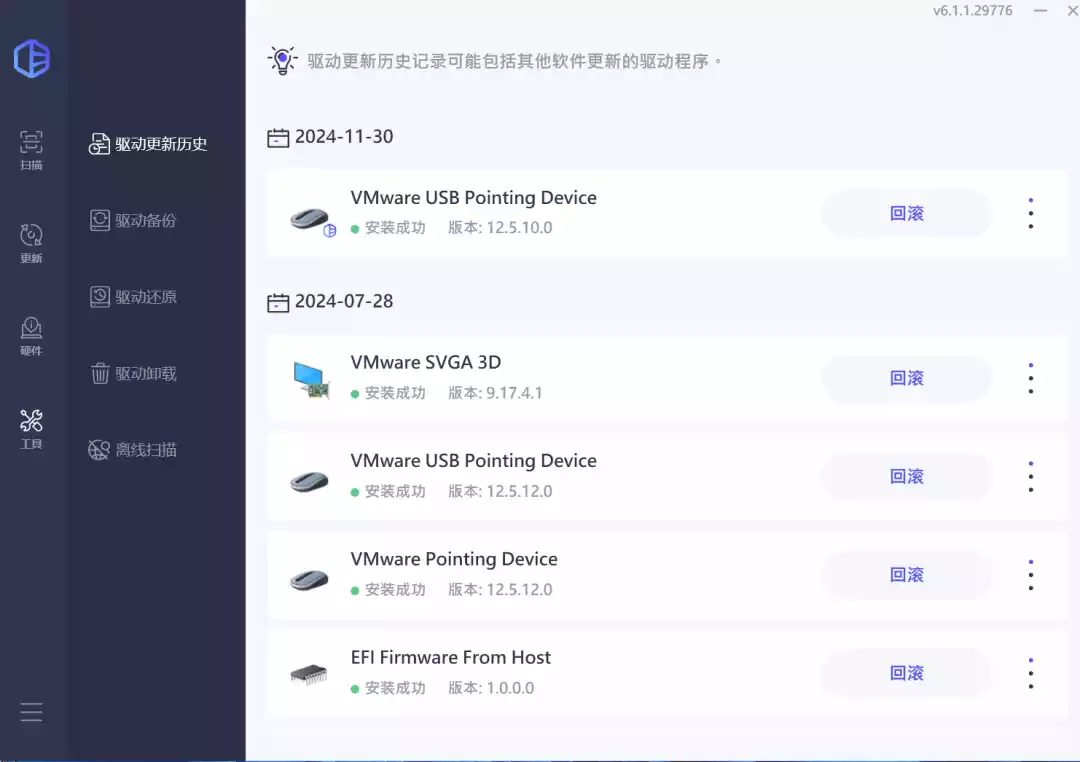 v6.1.1.29776
驱动更新历史记录可能包括其他软件更新的驱动程序。
扫描
更新
硬件
工具
驱动更新历史
驱动备份
驱动还原
驱动卸载
离线扫描
2024-11-30
VMware USB Pointing Device
安装成功 版本: 12.5.10.0
回滚
2024-07-28
VMware SVGA 3D
安装成功 版本: 9.17.4.1
回滚
VMware USB Pointing Device
安装成功 版本: 12.5.12.0
回滚
VMware Pointing Device
安装成功 版本: 12.5.12.0
回滚
EFI Firmware From Host
安装成功 版本: 1.0.0.0
回滚